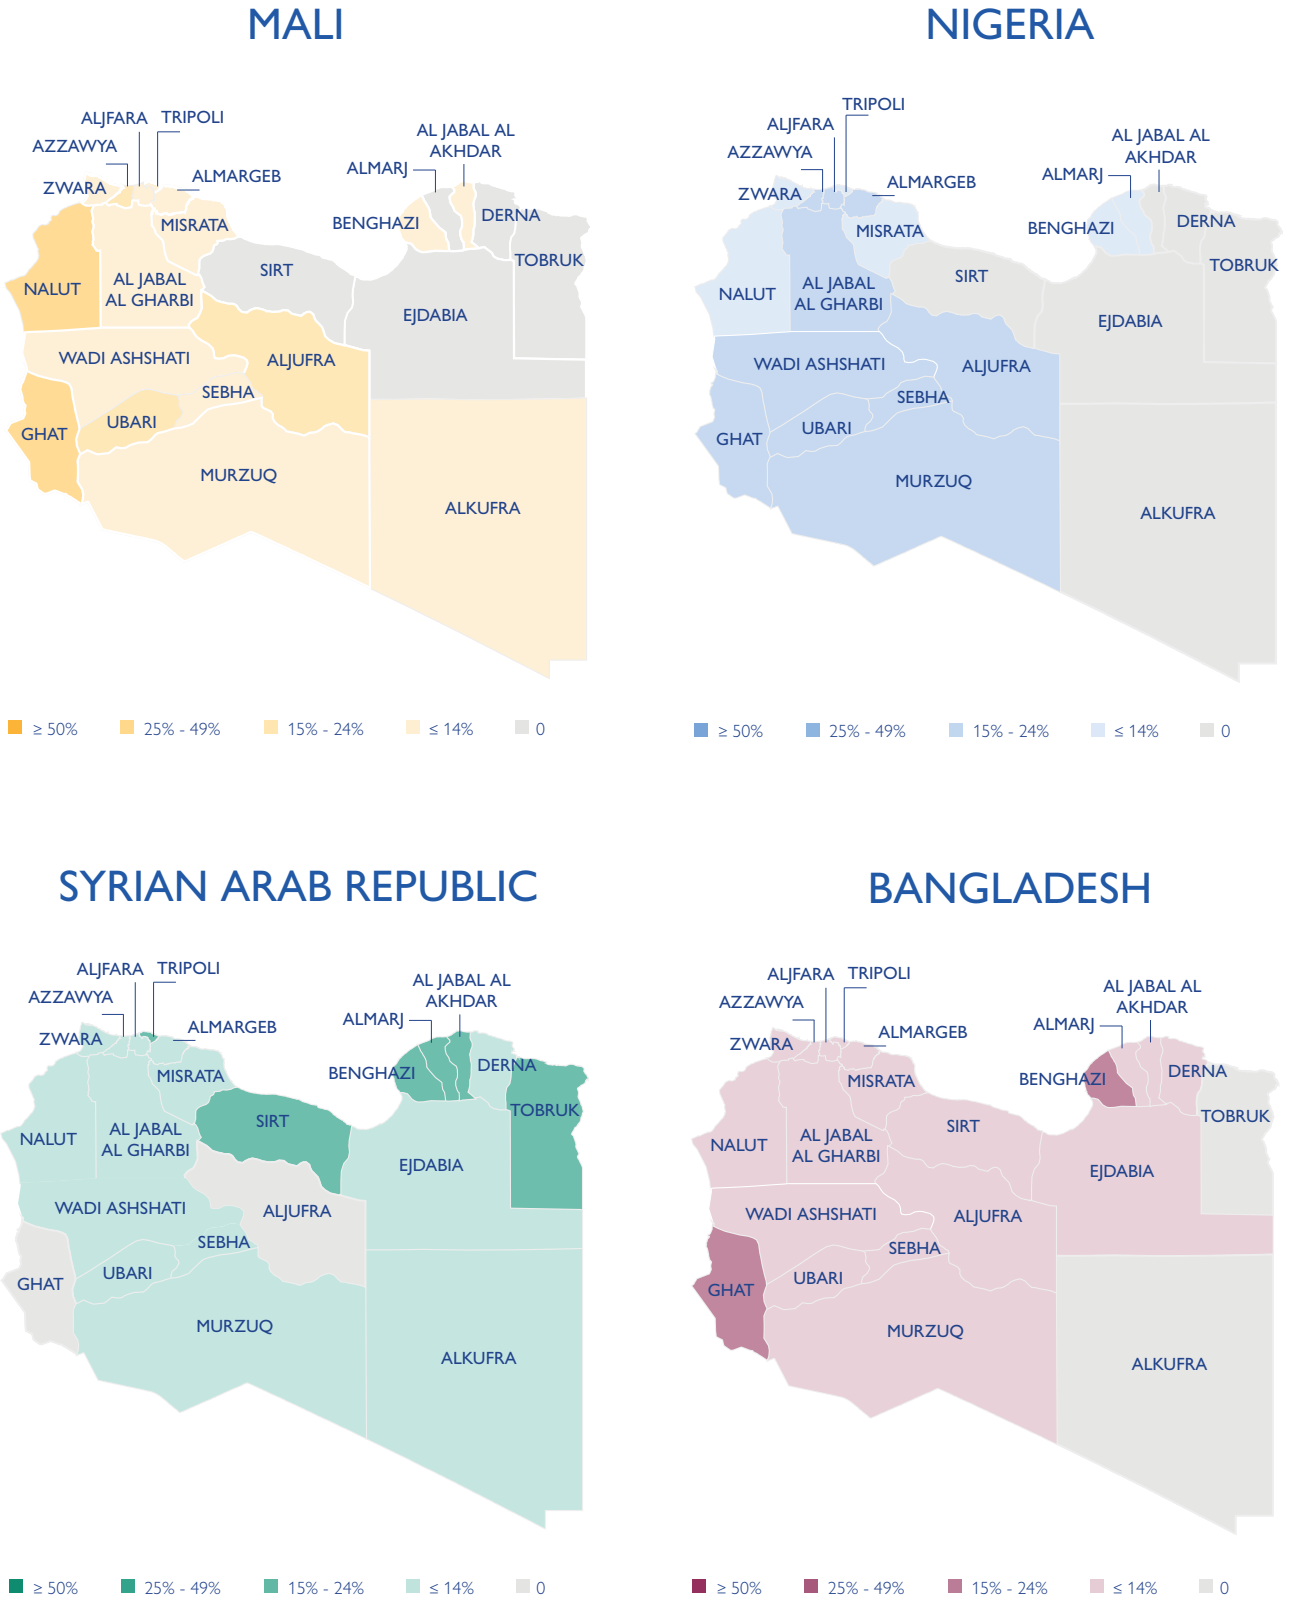 MALI
ALJFARA
TRIPOLI
AZZAWYA
ZWARA
ALMARGEB
MISRATA
AL JABAL AL
AKHDAR
ALMARJ
BENGHAZI
DERNA
TOBRUK
SIRT
NALUT
AL JABAL
AL GHARBI
EJDABIA
WADI ASHSHATI
ALJUFRA
SEBHA
UBARI
GHAT
MURZUQ
ALKUFRA
≥ 50%
25% - 49%
15% - 24%
≤ 14%
0
NIGERIA
TRIPOLI
ALJFARA
AZZAWYA
ZWARA
ALMARGEB
MISRATA
AL JABAL AL
AKHDAR
ALMARJ
BENGHAZI
DERNA
TOBRUK
SIRT
NALUT
AL JABAL
AL GHARBI
EJDABIA
WADI ASHSHATI
ALJUFRA
SEBHA
UBARI
GHAT
MURZUQ
ALKUFRA
≥ 50%
25% - 49%
15% - 24%
≤ 14%
0
SYRIAN ARAB REPUBLIC
ALJFARA
TRIPOLI
AZZAWYA
ZWARA
ALMARGEB
MISRATA
AL JABAL AL
AKHDAR
ALMARJ
BENGHAZI
DERNA
TOBRUK
SIRT
NALUT
AL JABAL
AL GHARBI
EJDABIA
WADI ASHSHATI
ALJUFRA
SEBHA
UBARI
GHAT
MURZUQ
ALKUFRA
≥ 50%
25% - 49%
15% - 24%
≤ 14%
0
BANGLADESH
ALJFARA
TRIPOLI
AZZAWYA
ZWARA
ALMARGEB
MISRATA
AL JABAL AL
AKHDAR
ALMARJ
BENGHAZI
DERNA
TOBRUK
SIRT
NALUT
AL JABAL
AL GHARBI
EJDABIA
WADI ASHSHATI
ALJUFRA
SEBHA
UBARI
GHAT
MURZUQ
ALKUFRA
≥ 50%
25% - 49%
15% - 24%
≤ 14%
0